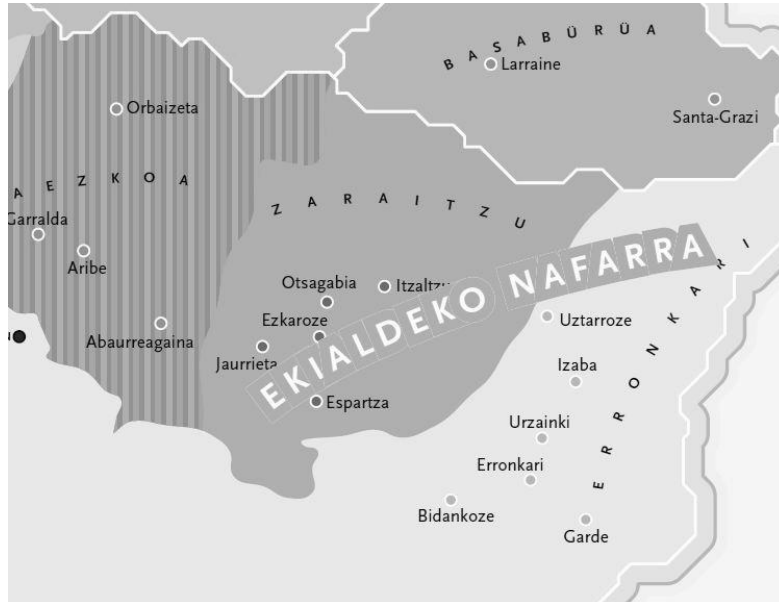 BASABÜRÜA
Larraine
Orbaizeta
Santa-Grazi
AEZKOA
ZARAITZU
Garralda
Aribe
Otsagabia
Itzaltzu
EKIALDEKO NAFARRA
ERRONKARI
Abaurreagaina
Ezkaroze
Uztarroze
Jaurrieta
Izaba
Espartza
Urzainki
Erronkari
Bidankoze
Garde